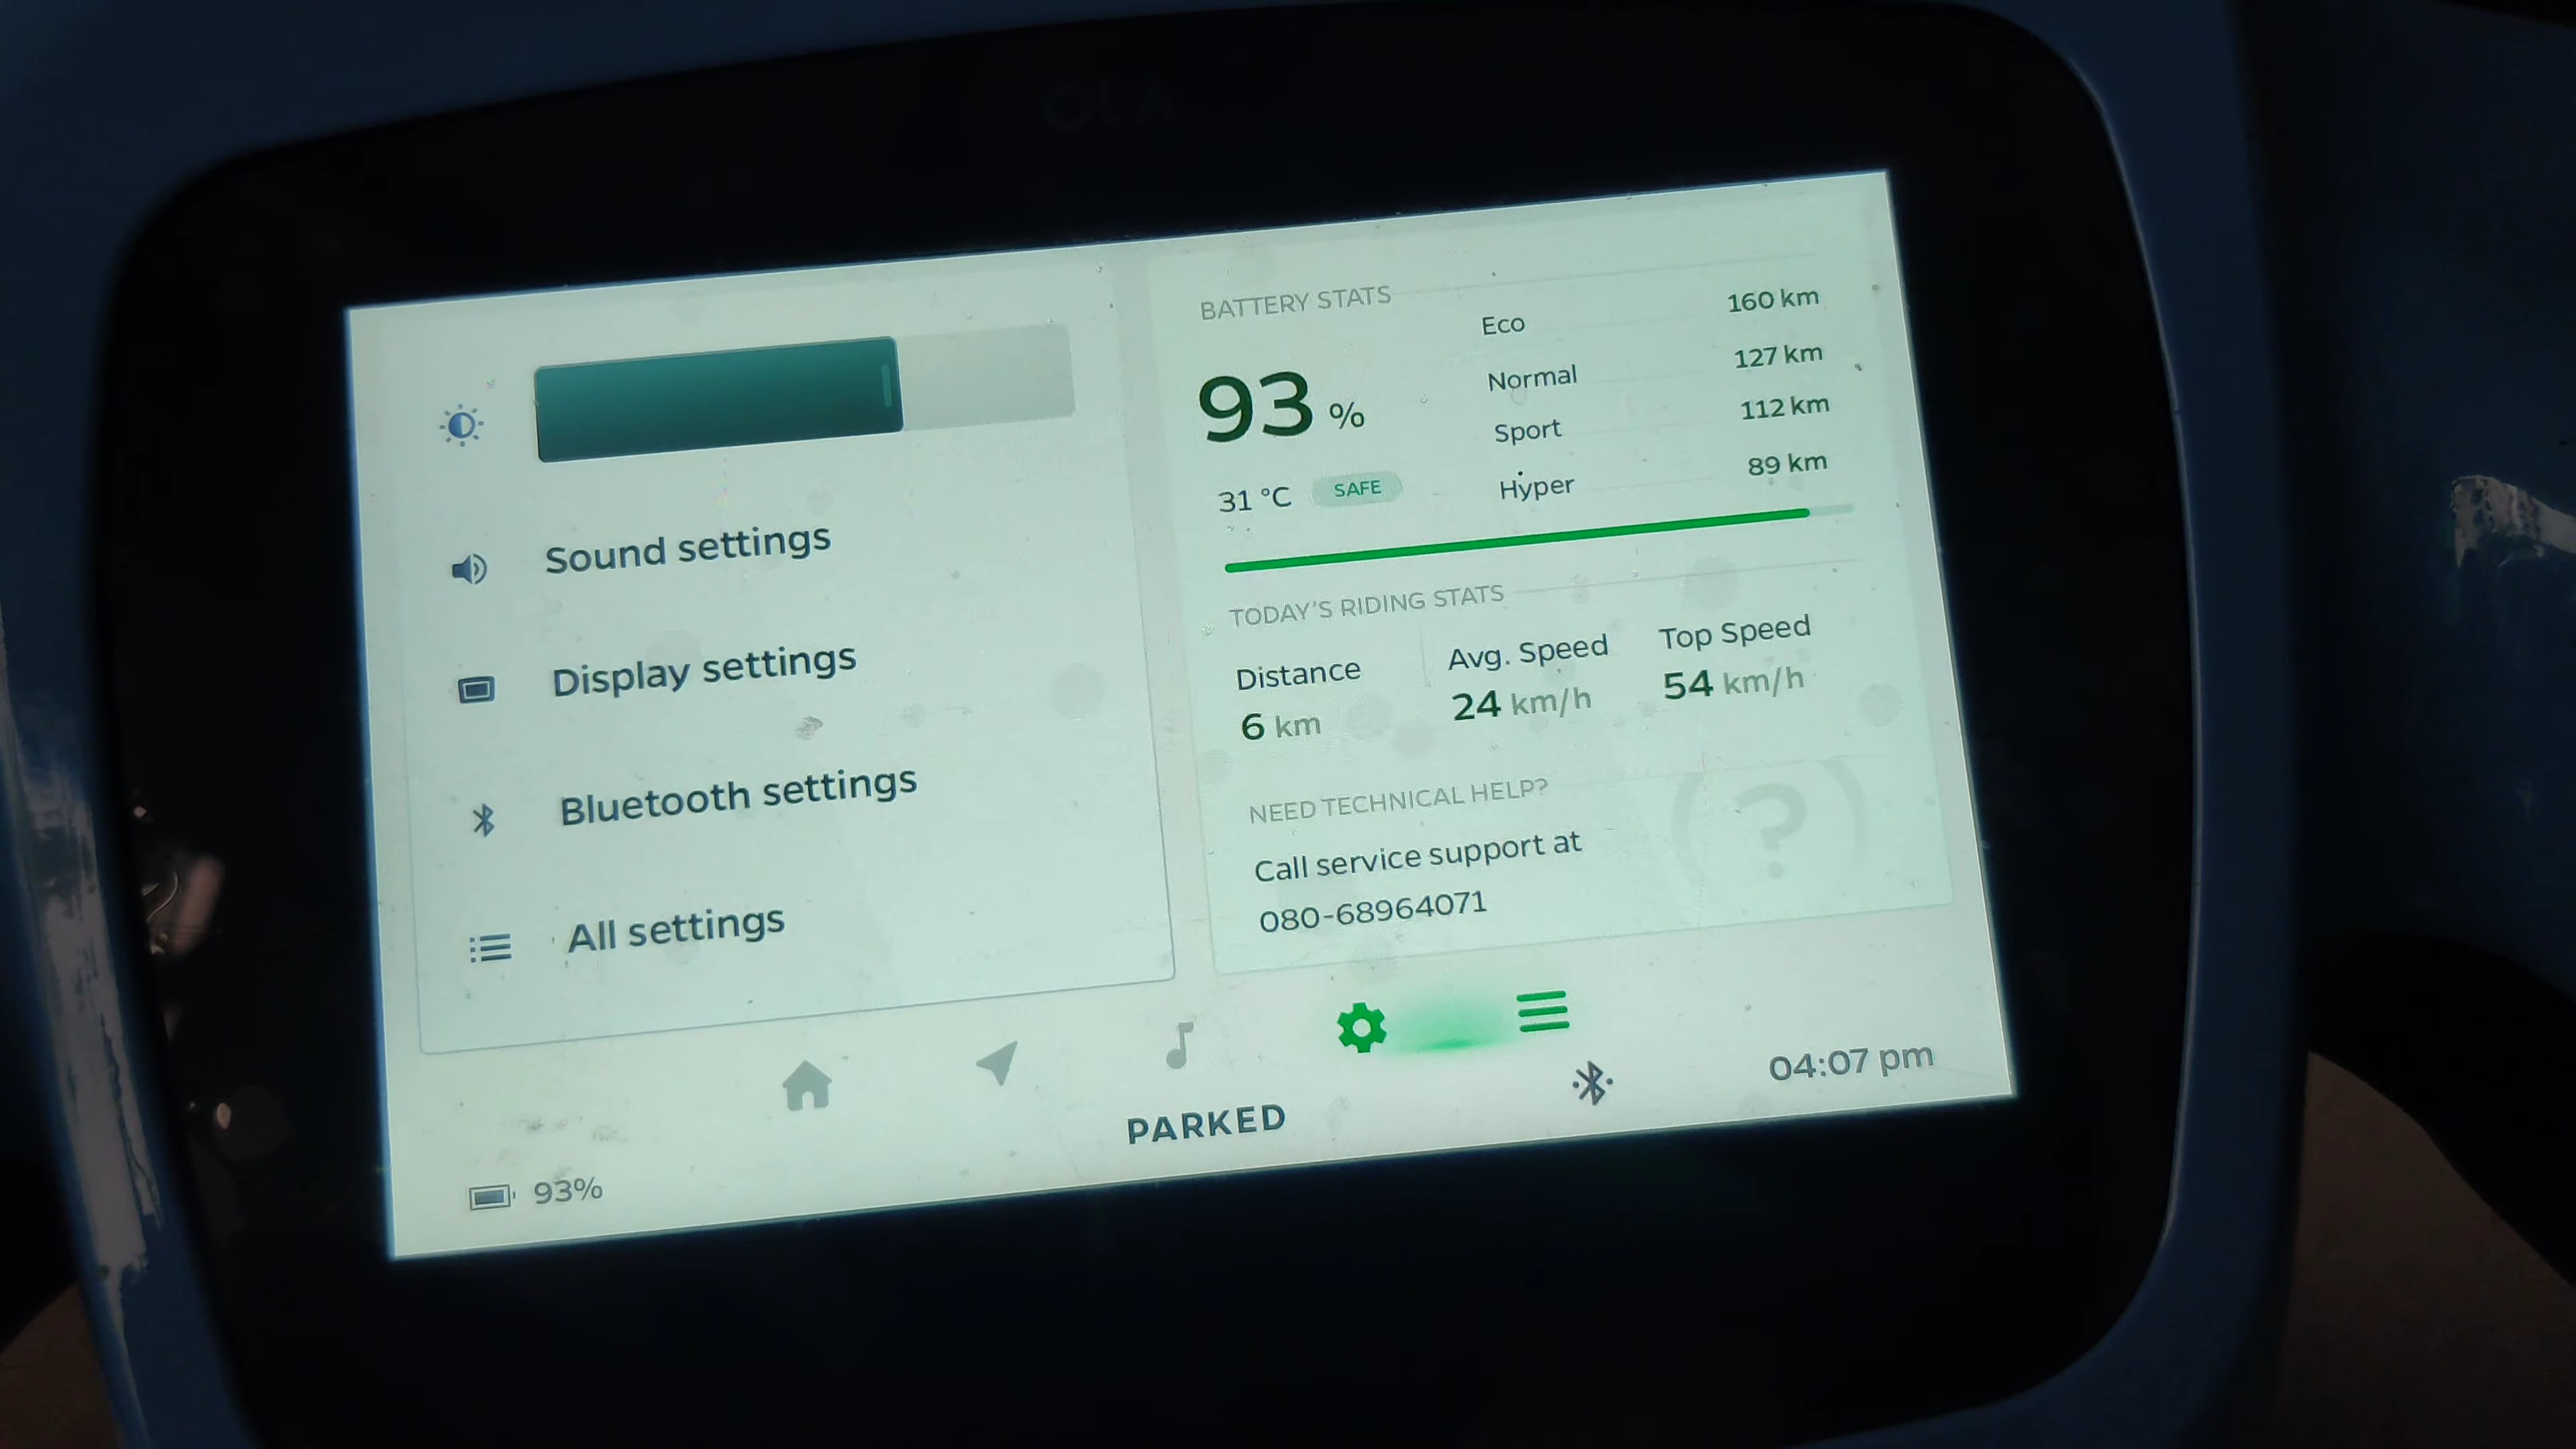 OLA
Sound settings
Display settings
Bluetooth settings
All settings
BATTERY STATS
93 %
31 °C SAFE
Eco 160 km
Normal 127 km
Sport 112 km
Hyper 89 km
TODAY'S RIDING STATS
Distance
6 km
Avg. Speed
24 km/h
Top Speed
54 km/h
NEED TECHNICAL HELP?
Call service support at
080-68964071
?
93%
PARKED
04:07 pm